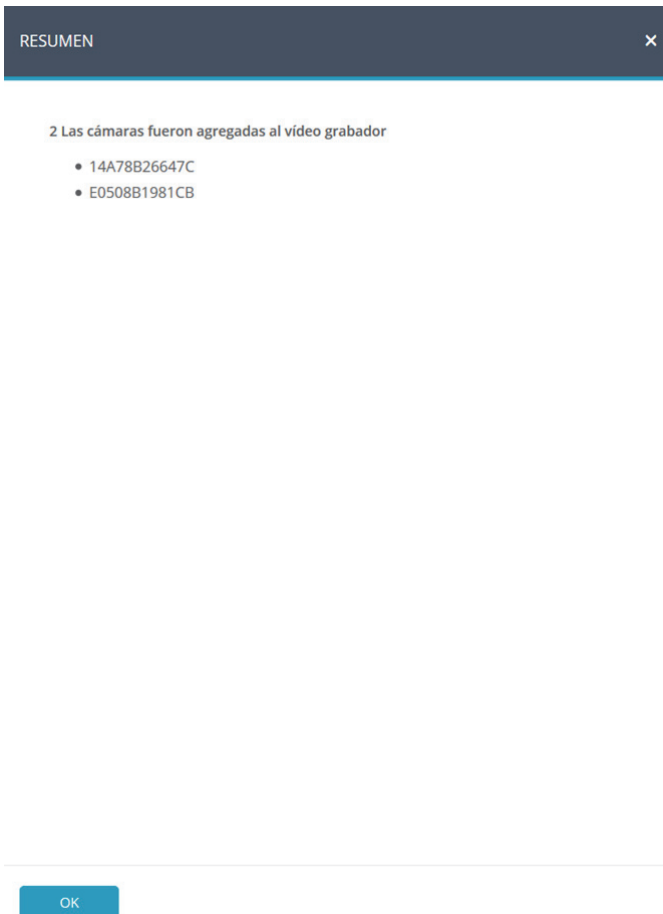 RESUMEN ×
2 Las cámaras fueron agregadas al vídeo grabador
• 14A78B26647C
• E0508B1981CB
OK